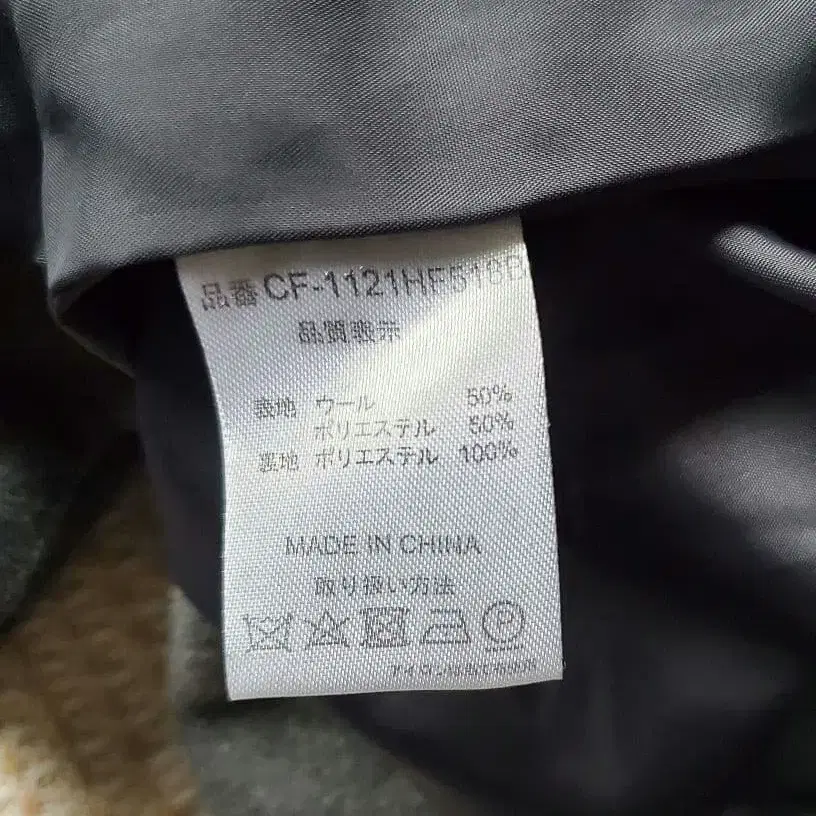 品番 CF-1121HF518B
品質表示
表地 ウール 50%
ポリエステル 50%
裏地 ポリエステル 100%
MADE IN CHINA
取り扱い方法
P